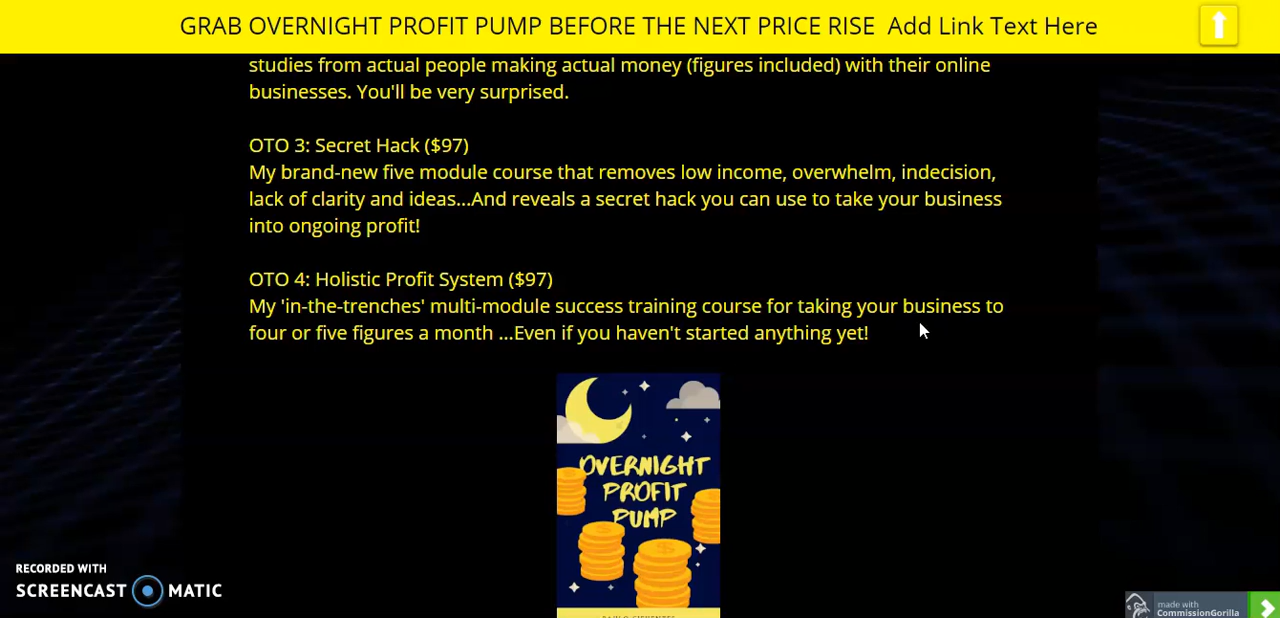 GRAB OVERNIGHT PROFIT PUMP BEFORE THE NEXT PRICE RISE Add Link Text Here
studies from actual people making actual money (figures included) with their online
businesses. You'll be very surprised.
OTO 3: Secret Hack ($97)
My brand-new five module course that removes low income, overwhelm, indecision,
lack of clarity and ideas...And reveals a secret hack you can use to take your business
into ongoing profit!
OTO 4: Holistic Profit System ($97)
My 'in-the-trenches' multi-module success training course for taking your business to
four or five figures a month ...Even if you haven't started anything yet!
OVERNIGHT
PROFIT
PUMP
RECORDED WITH
SCREENCAST MATIC
made with
CommissionGorilla